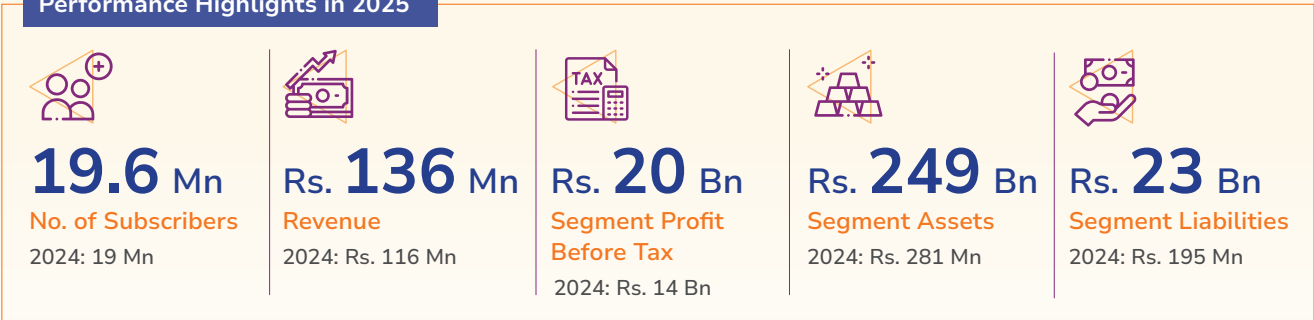 Performance Highlights in 2025
TAX
19.6 Mn
No. of Subscribers
2024: 19 Mn
Rs. 136 Mn
Revenue
2024: Rs. 116 Mn
Rs. 20 Bn
Segment Profit
Before Tax
2024: Rs. 14 Bn
Rs. 249 Bn
Segment Assets
2024: Rs. 281 Mn
Rs. 23 Bn
Segment Liabilities
2024: Rs. 195 Mn